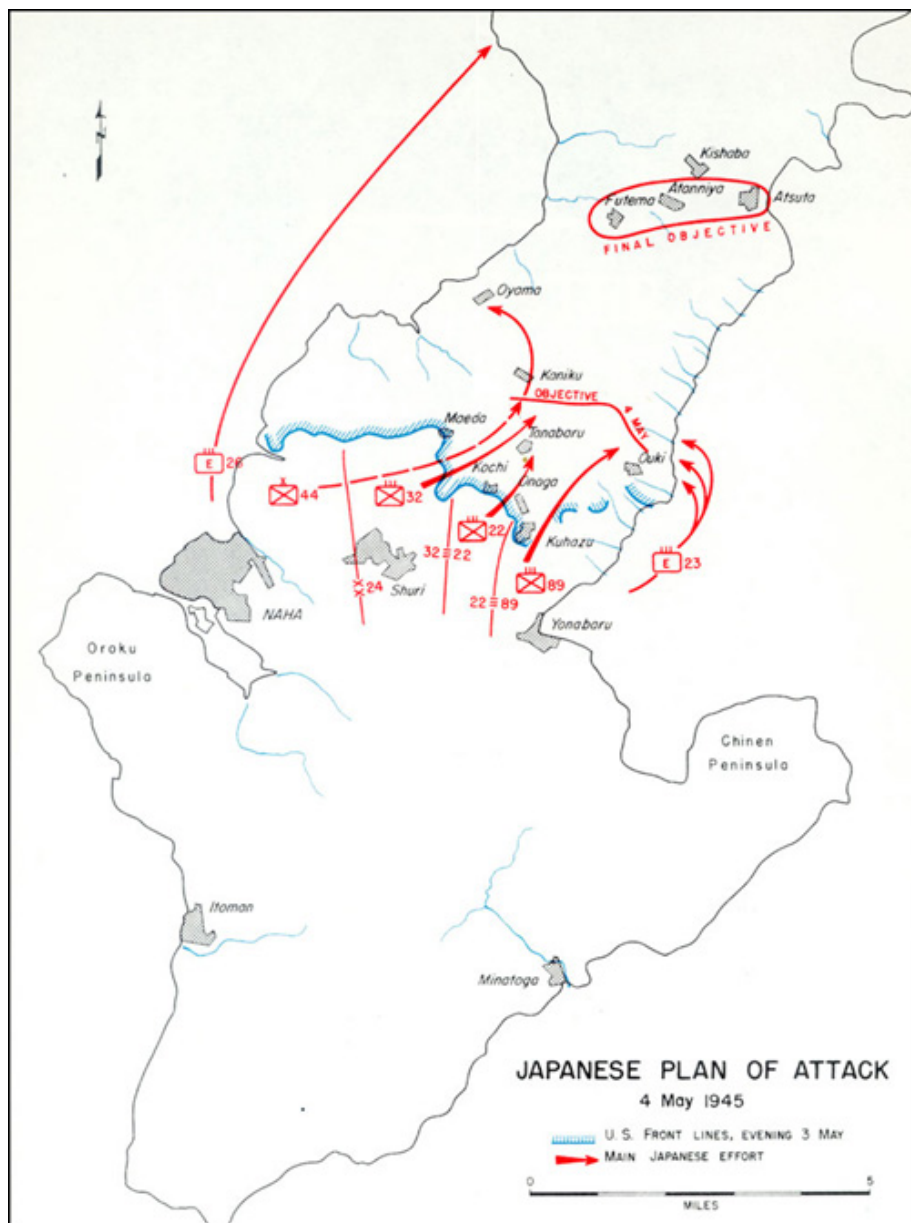 N
Kishaba
Atanniya
Futema
Atsuta
FINAL OBJECTIVE
Oyama
Kaniku
OBJECTIVE
4 MAY
Maeda
Tanabaru
Ouki
Kochi
Onaga
E 26
44
32
22
Kuhazu
32 22
E 23
24
Shuri
89
22 89
NAHA
Yonabaru
Oroku
Peninsula
Chinen
Peninsula
Itoman
Minatoga
JAPANESE PLAN OF ATTACK
4 May 1945
U. S. FRONT LINES, EVENING 3 MAY
MAIN JAPANESE EFFORT
0 5
MILES